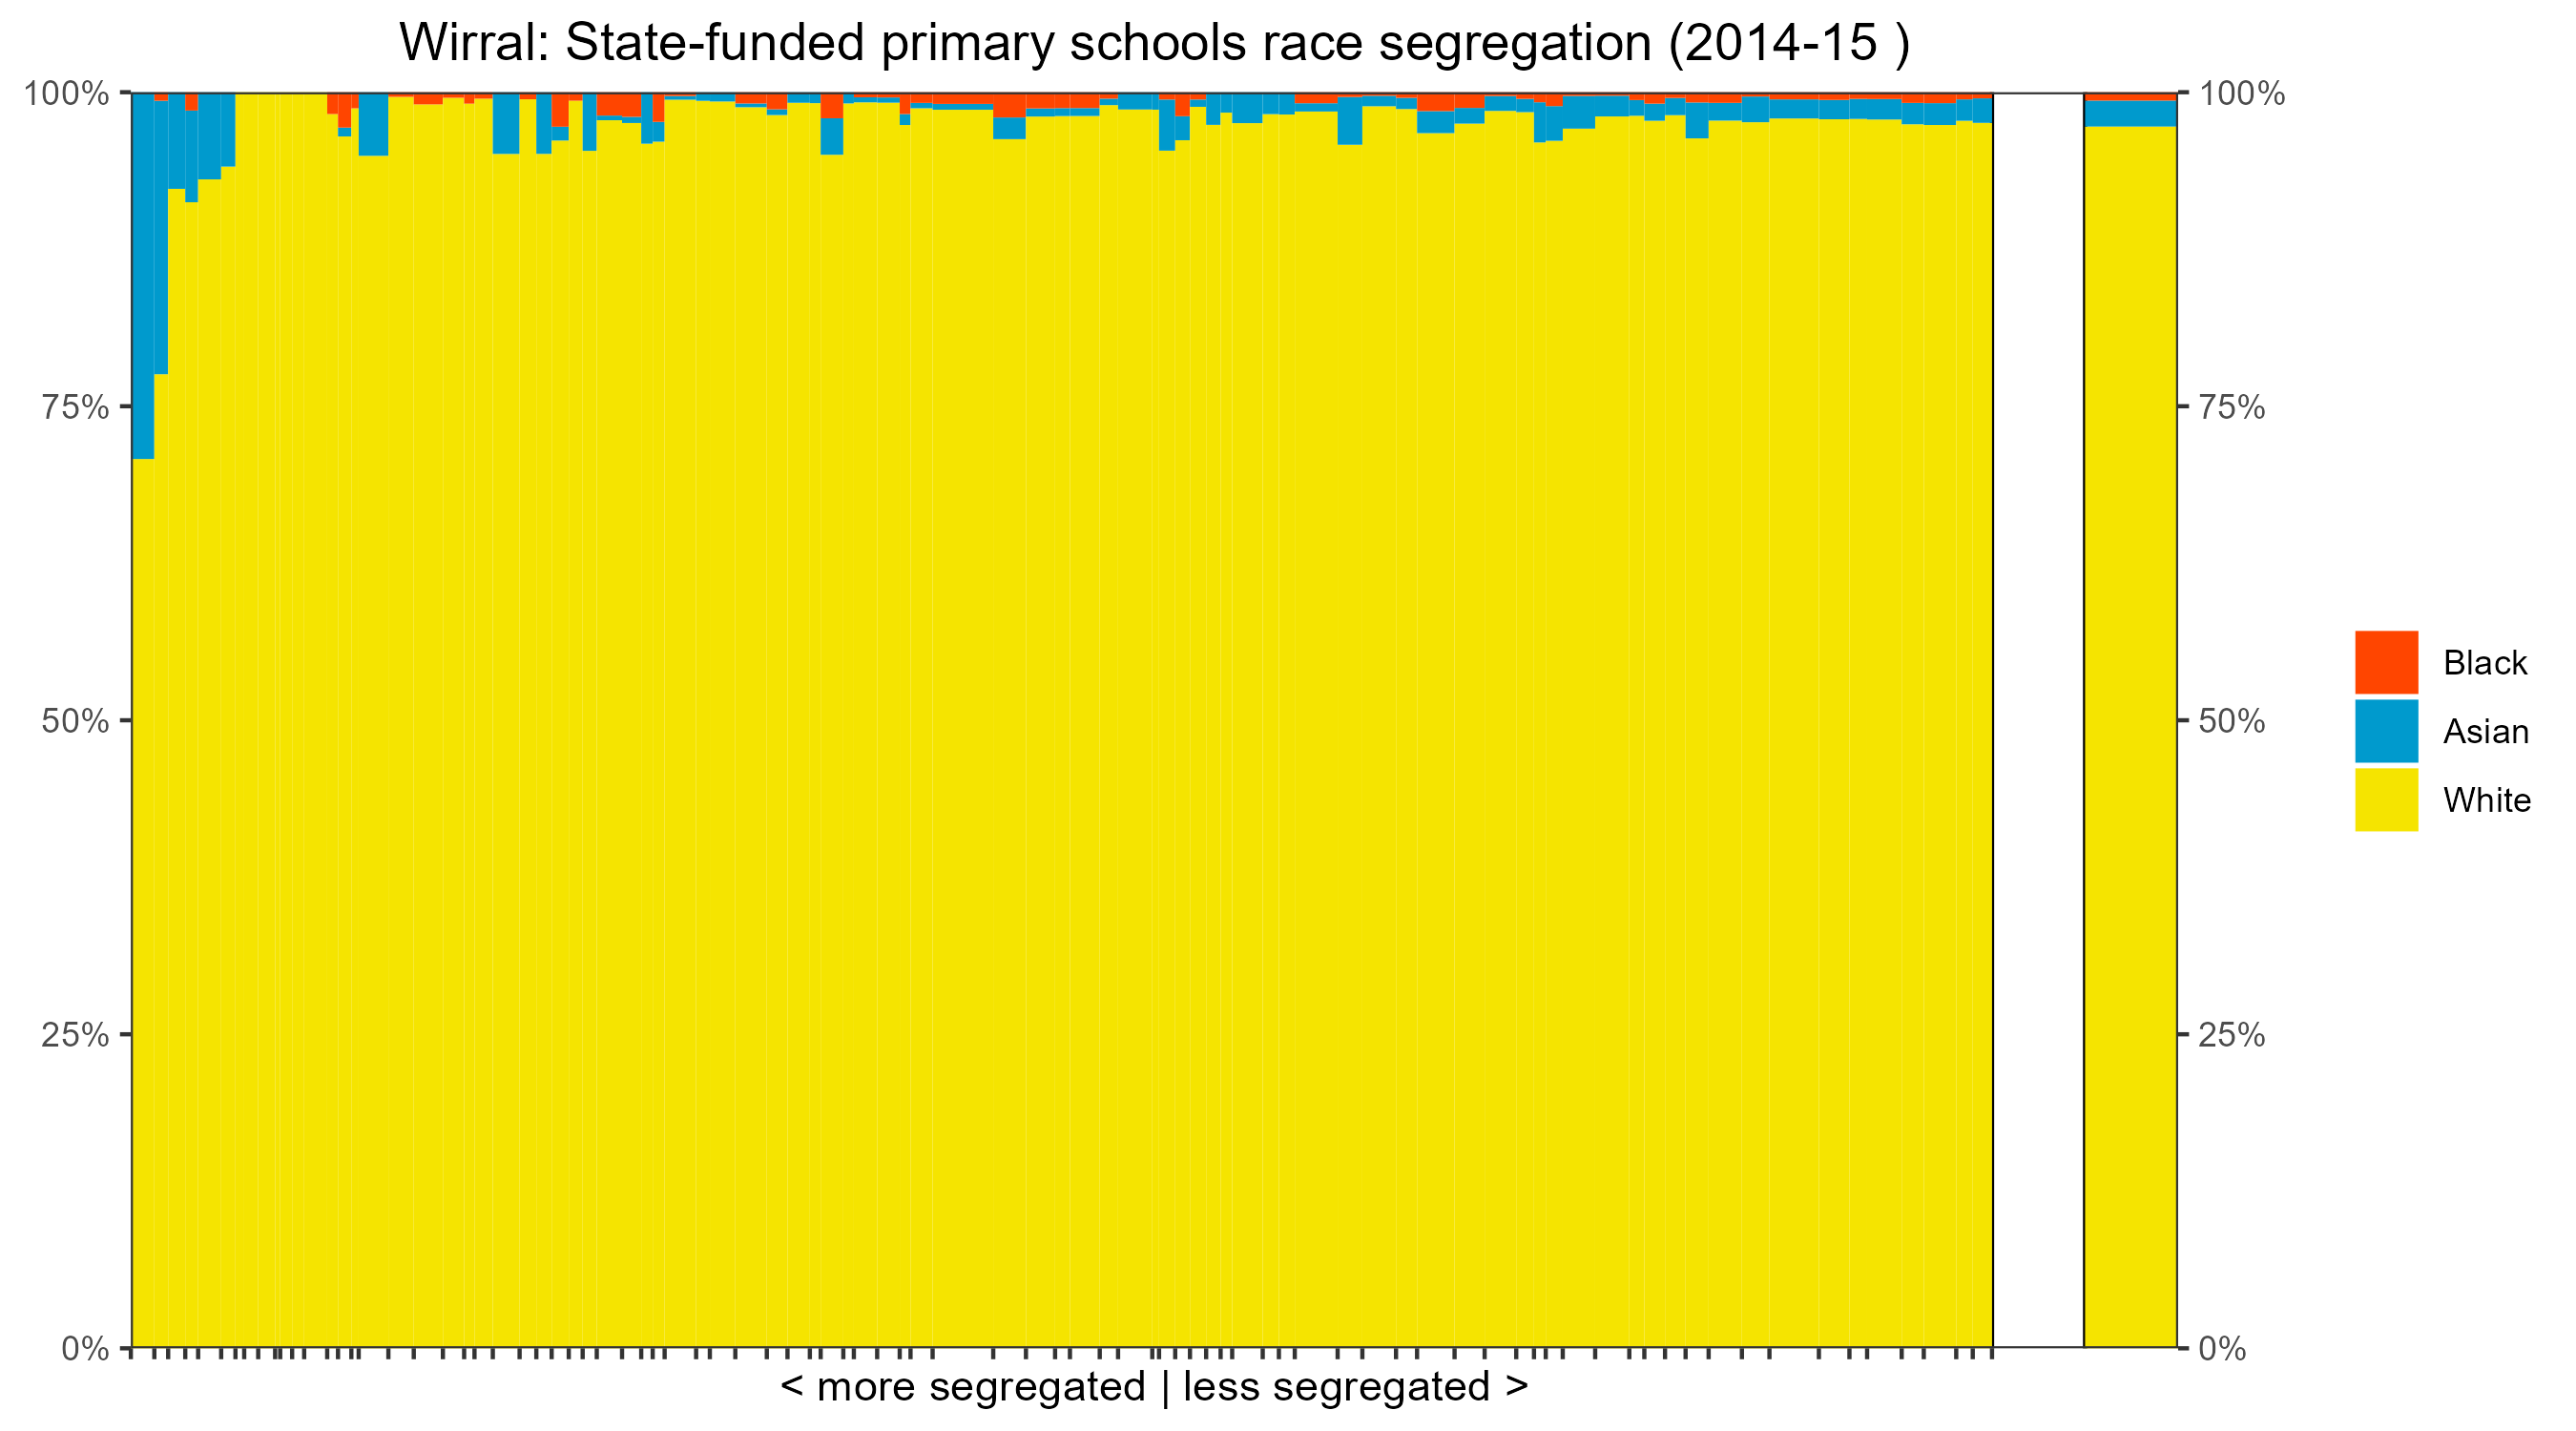 Wirral: State-funded primary schools race segregation (2014-15 )
100%
75%
50%
25%
0%
100%
75%
50%
25%
0%
Black
Asian
White
< more segregated | less segregated >